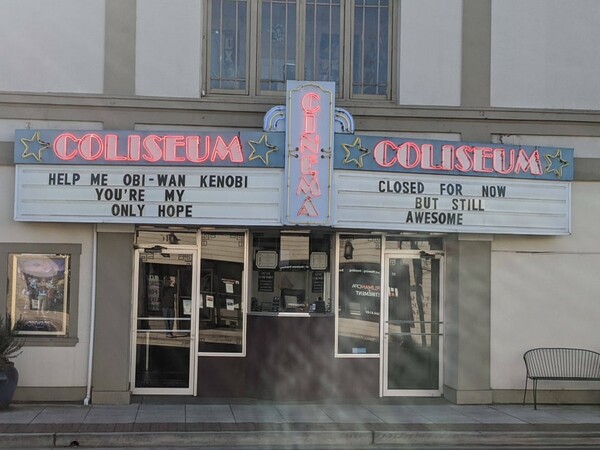 COLISEUM
CINEMA
COLISEUM
HELP ME OBI-WAN KENOBI
YOU'RE MY
ONLY HOPE
CLOSED FOR NOW
BUT STILL
AWESOME